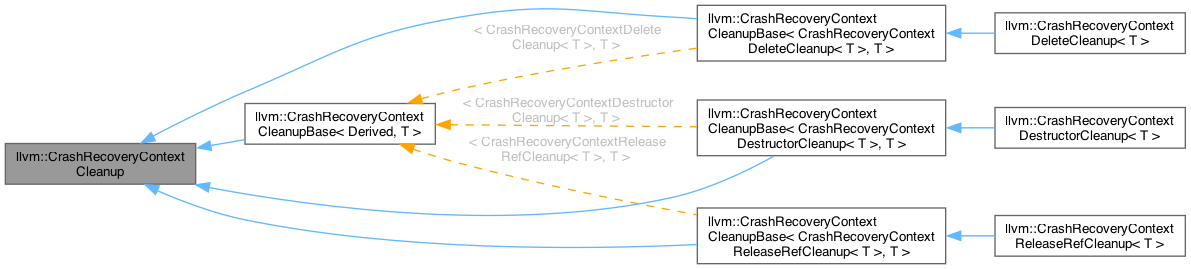 llvm::CrashRecoveryContext
Cleanup
llvm::CrashRecoveryContext
CleanupBase< Derived, T >
< CrashRecoveryContextDelete
Cleanup< T >, T >
< CrashRecoveryContextDestructor
Cleanup< T >, T >
< CrashRecoveryContextRelease
RefCleanup< T >, T >
llvm::CrashRecoveryContext
CleanupBase< CrashRecoveryContext
DeleteCleanup< T >, T >
llvm::CrashRecoveryContext
DeleteCleanup< T >
llvm::CrashRecoveryContext
CleanupBase< CrashRecoveryContext
DestructorCleanup< T >, T >
llvm::CrashRecoveryContext
DestructorCleanup< T >
llvm::CrashRecoveryContext
CleanupBase< CrashRecoveryContext
ReleaseRefCleanup< T >, T >
llvm::CrashRecoveryContext
ReleaseRefCleanup< T >